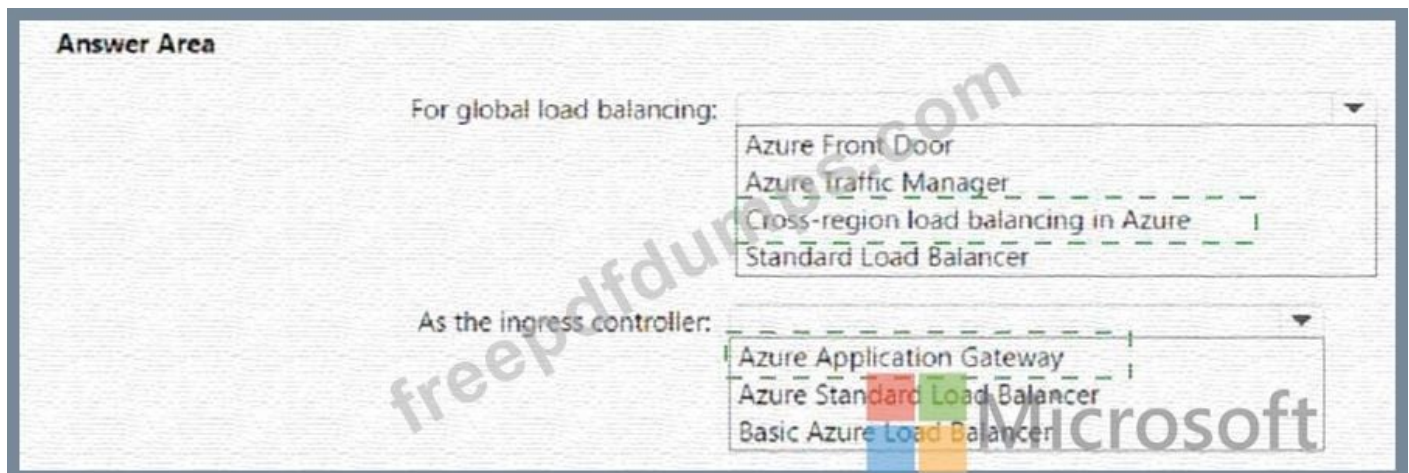 Answer Area
For global load balancing:
Azure Front Door
Azure Traffic Manager
Cross-region load balancing in Azure
Standard Load Balancer
As the ingress controller:
Azure Application Gateway
Azure Standard Load Balancer
Basic Azure Load Balancer
freepdfdumps.com
Microsoft